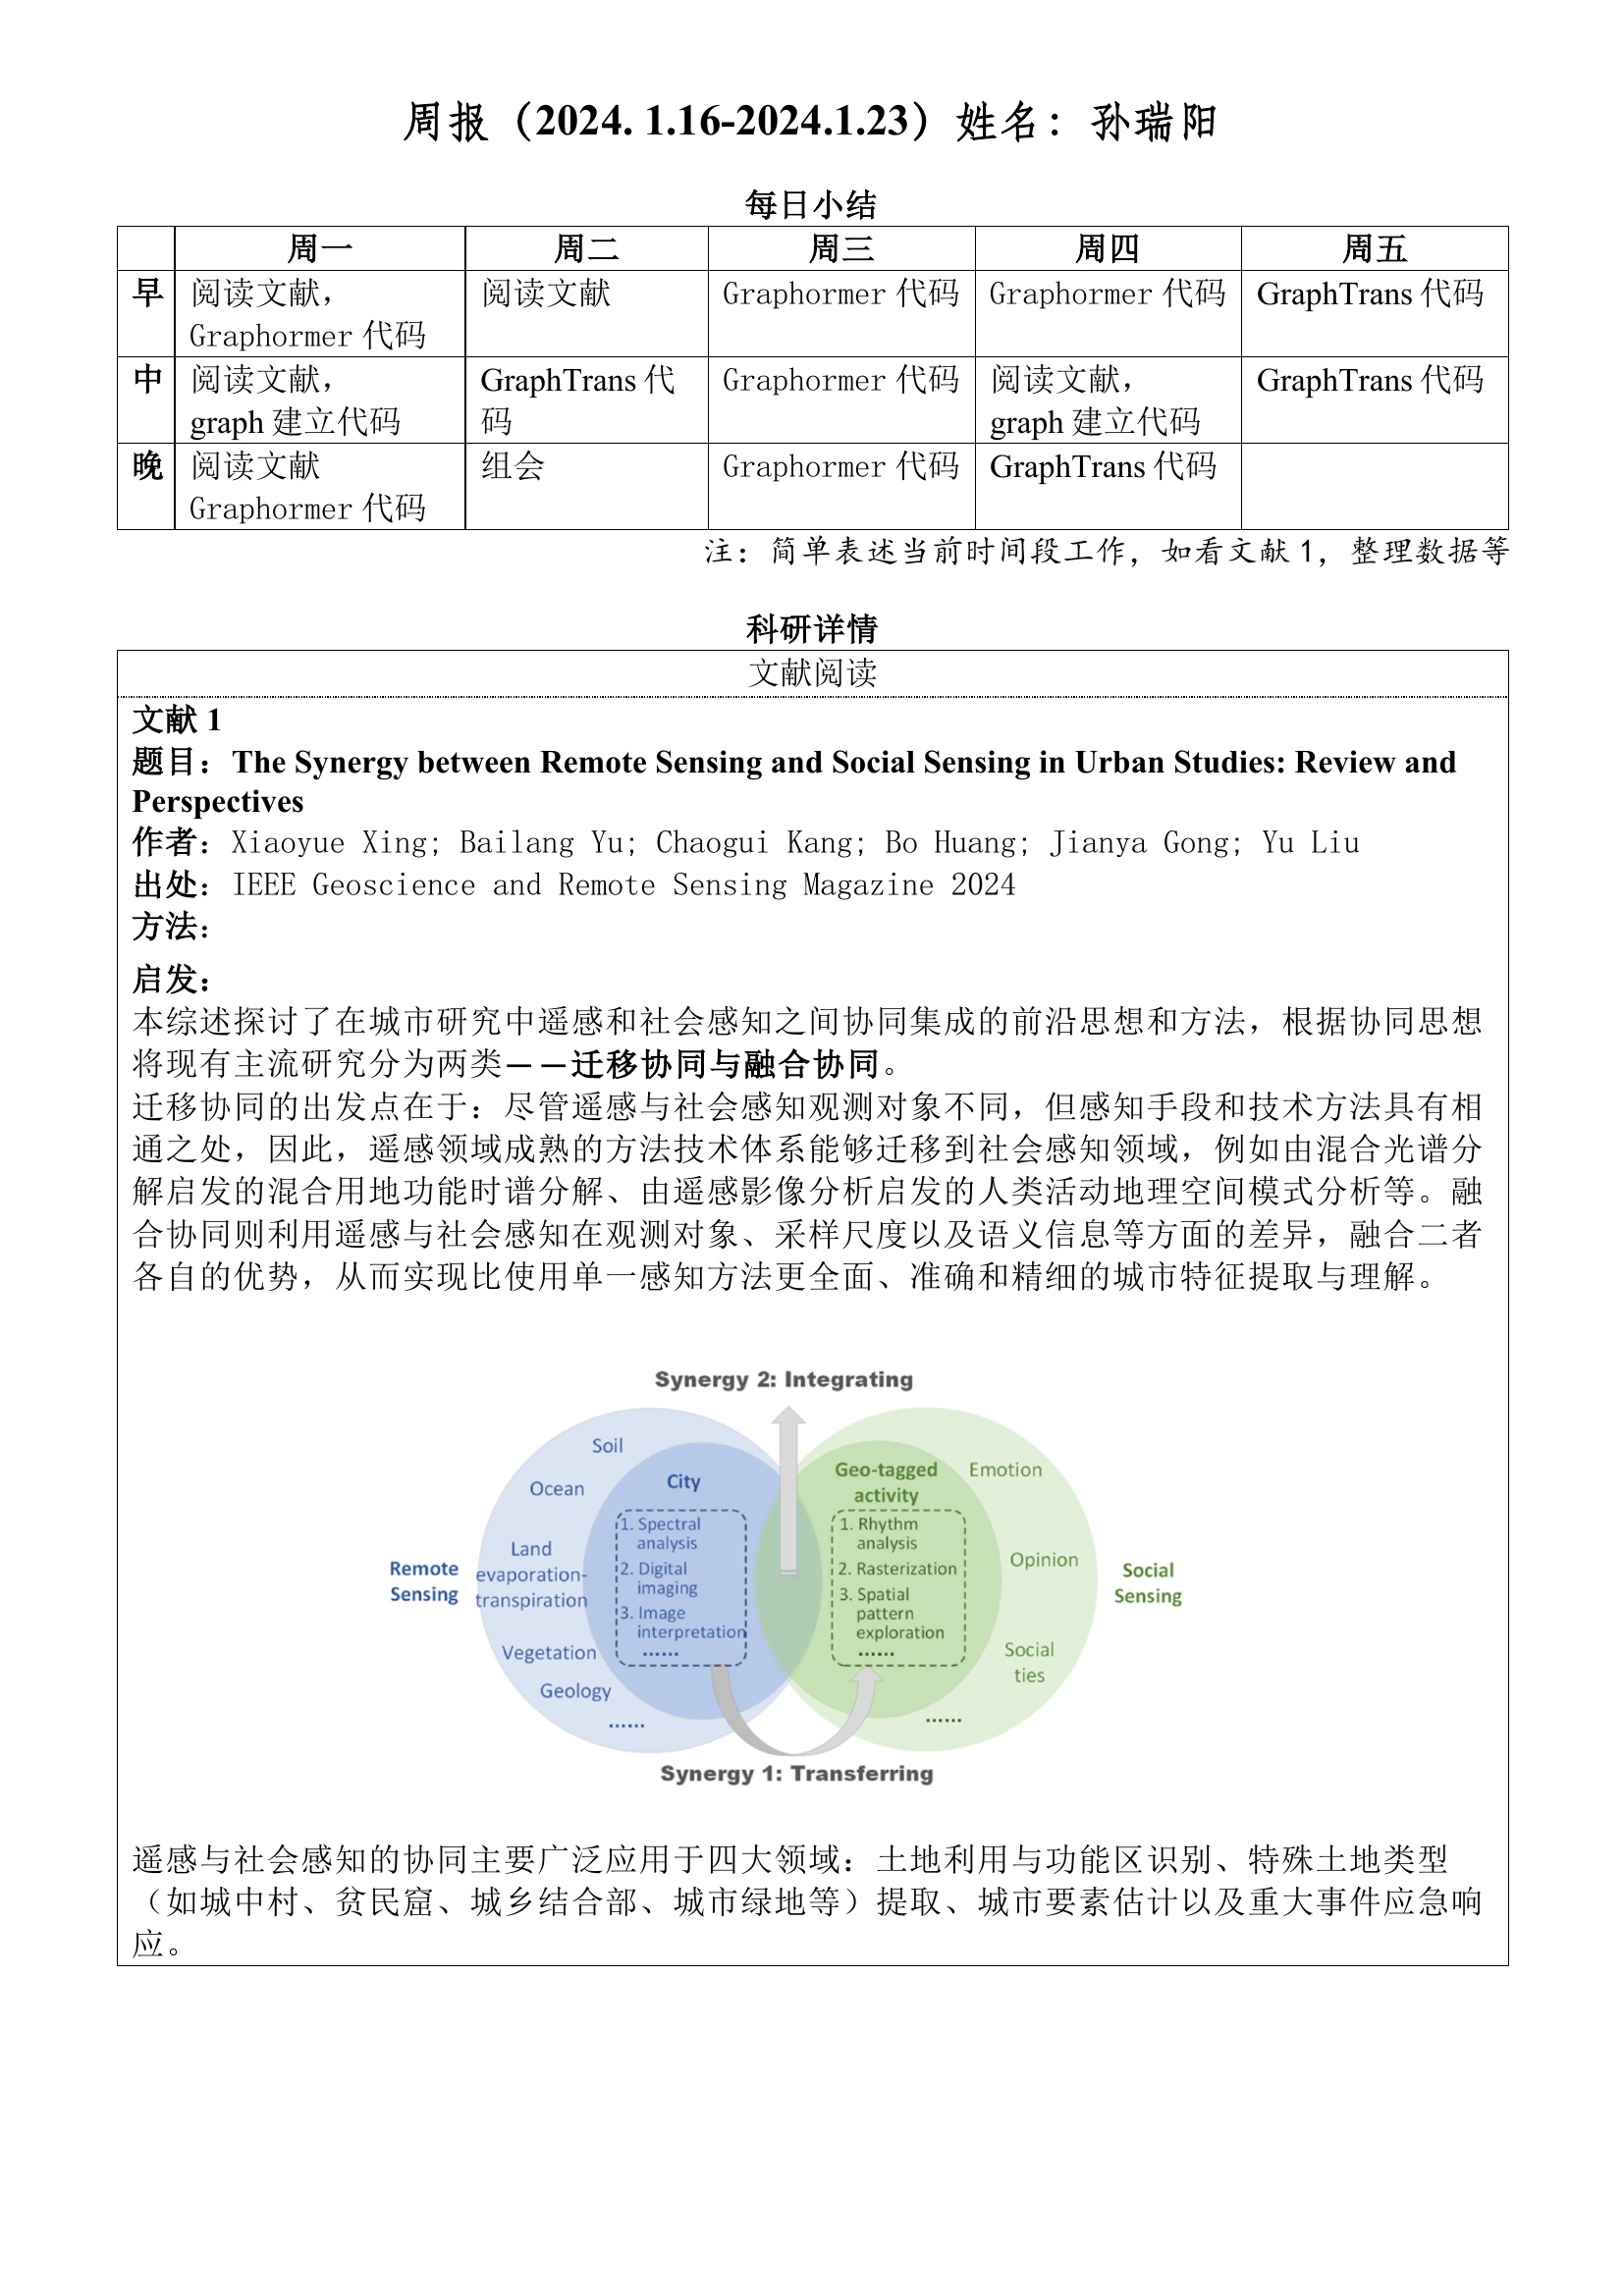 周报（2024. 1.16-2024.1.23）姓名：孙瑞阳
每日小结
周一 周二 周三 周四 周五
早 阅读文献， 阅读文献 Graphormer 代码 Graphormer 代码 GraphTrans 代码
Graphormer 代码
中 阅读文献， GraphTrans 代 Graphormer 代码 阅读文献， GraphTrans 代码
graph 建立代码 码 graph 建立代码
晚 阅读文献 组会 Graphormer 代码 GraphTrans 代码
Graphormer 代码
注：简单表述当前时间段工作，如看文献 1，整理数据等
科研详情
文献阅读
文献 1
题目：The Synergy between Remote Sensing and Social Sensing in Urban Studies: Review and
Perspectives
作者：Xiaoyue Xing; Bailang Yu; Chaogui Kang; Bo Huang; Jianya Gong; Yu Liu
出处：IEEE Geoscience and Remote Sensing Magazine 2024
方法：
启发：
本综述探讨了在城市研究中遥感和社会感知之间协同集成的前沿思想和方法，根据协同思想
将现有主流研究分为两类——迁移协同与融合协同。
迁移协同的出发点在于：尽管遥感与社会感知观测对象不同，但感知手段和技术方法具有相
通之处，因此，遥感领域成熟的方法技术体系能够迁移到社会感知领域，例如由混合光谱分
解启发的混合用地功能时谱分解、由遥感影像分析启发的人类活动地理空间模式分析等。融
合协同则利用遥感与社会感知在观测对象、采样尺度以及语义信息等方面的差异，融合二者
各自的优势，从而实现比使用单一感知方法更全面、准确和精细的城市特征提取与理解。
Synergy 2: Integrating
Remote
Sensing
Soil
Ocean
Land
evaporation-
transpiration
Vegetation
Geology
......
City
1. Spectral
analysis
2. Digital
imaging
3. Image
interpretation
......
Geo-tagged
activity
1. Rhythm
analysis
2. Rasterization
3. Spatial
pattern
exploration
......
Emotion
Opinion
Social
ties
......
Social
Sensing
Synergy 1: Transferring
遥感与社会感知的协同主要广泛应用于四大领域：土地利用与功能区识别、特殊土地类型
（如城中村、贫民窟、城乡结合部、城市绿地等）提取、城市要素估计以及重大事件应急响
应。